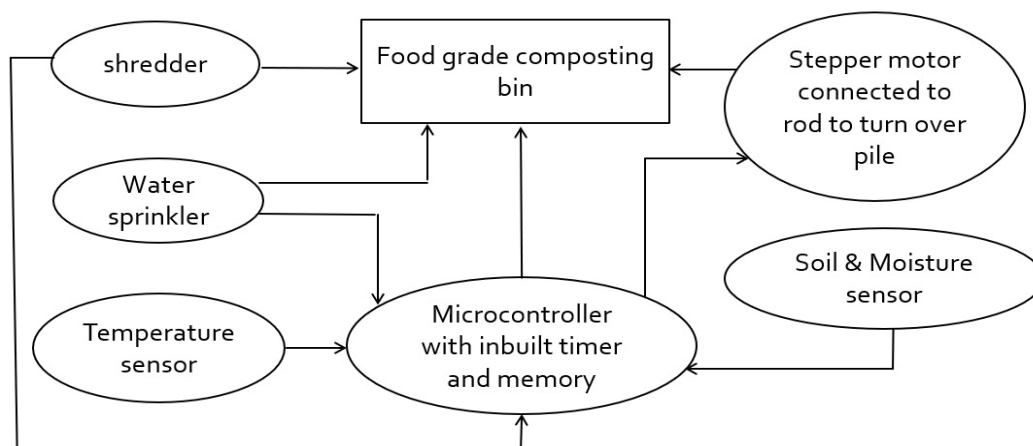 shredder
Food grade composting
bin
Stepper motor
connected to
rod to turn over
pile
Water
sprinkler
Soil & Moisture
sensor
Temperature
sensor
Microcontroller
with inbuilt timer
and memory